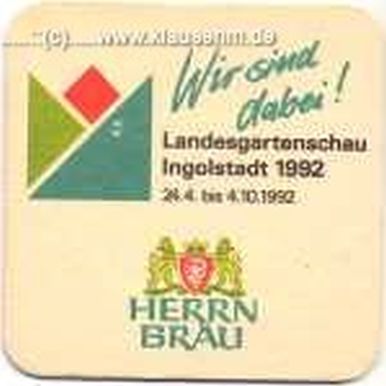 (c) www.klausehm.de
Wir sind
dabei!
Landesgartenschau
Ingolstadt 1992
24.4. bis 4.10.1992
HERRN
BRÄU